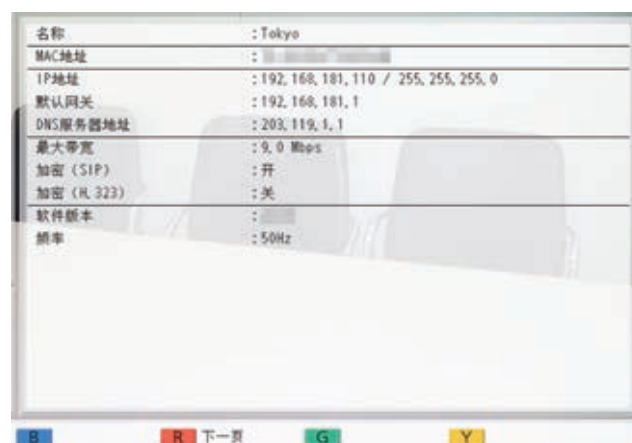 名称 :Tokyo
MAC地址 :
IP地址 :192,168,181,110 / 255,255,255,0
默认网关 :192,168,181,1
DNS服务器地址 :203,119,1,1
最大带宽 :9,0 Mbps
加密（SIP） :开
加密（H,323） :关
软件版本 :
频率 :50Hz
B R 下一页 G Y